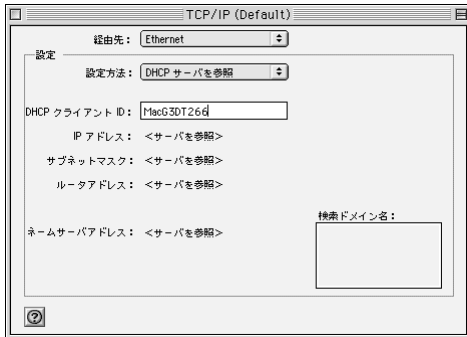 TCP/IP (Default)
経由先： Ethernet
設定
設定方法： DHCP サーバを参照
DHCP クライアント ID： MacG3DT266
IP アドレス： <サーバを参照>
サブネットマスク： <サーバを参照>
ルータアドレス： <サーバを参照>
検索ドメイン名：
ネームサーバアドレス： <サーバを参照>
?